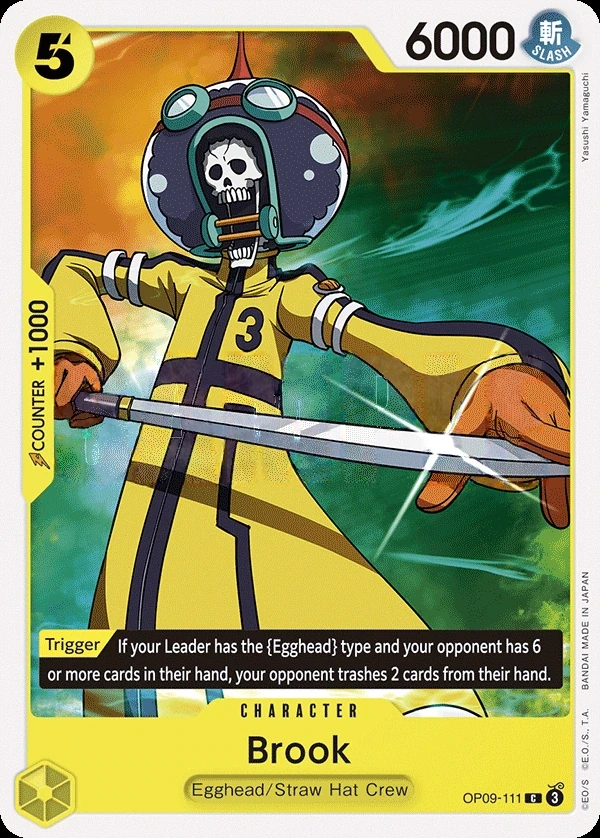 5
6000
斬
SLASH
Yasushi Yamaguchi
3
COUNTER +1000
Trigger If your Leader has the {Egghead} type and your opponent has 6
or more cards in their hand, your opponent trashes 2 cards from their hand.
CHARACTER
Brook
Egghead/Straw Hat Crew
OP09-111 C 3
©E.O/S ©E.O./S., T.A. BANDAI MADE IN JAPAN